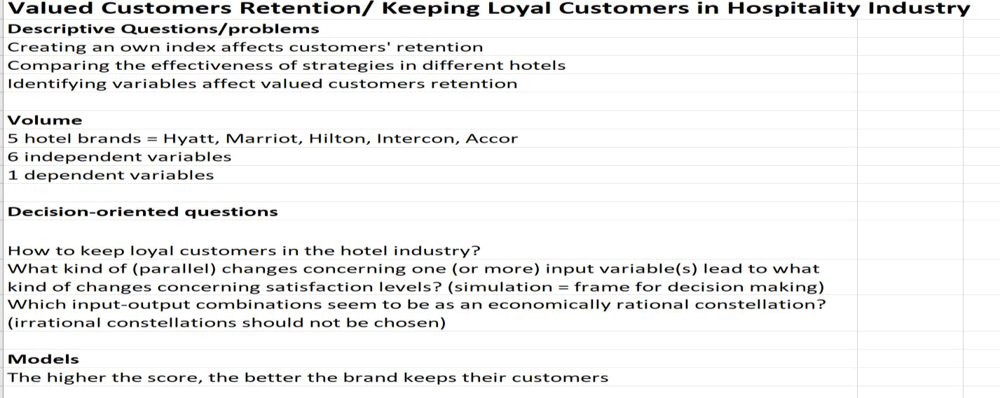 Valued Customers Retention/ Keeping Loyal Customers in Hospitality Industry
Descriptive Questions/problems
Creating an own index affects customers' retention
Comparing the effectiveness of strategies in different hotels
Identifying variables affect valued customers retention
Volume
5 hotel brands = Hyatt, Marriot, Hilton, Intercon, Accor
6 independent variables
1 dependent variables
Decision-oriented questions
How to keep loyal customers in the hotel industry?
What kind of (parallel) changes concerning one (or more) input variable(s) lead to what
kind of changes concerning satisfaction levels? (simulation = frame for decision making)
Which input-output combinations seem to be as an economically rational constellation?
(irrational constellations should not be chosen)
Models
The higher the score, the better the brand keeps their customers